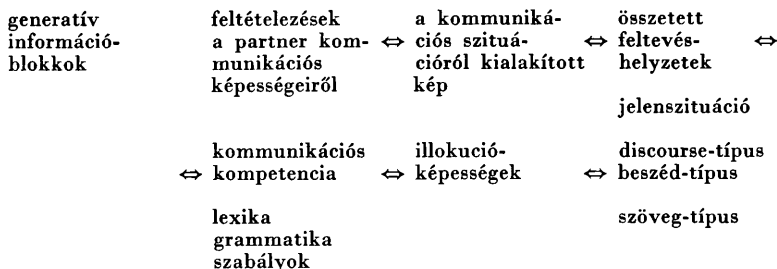 generatív feltételezések a kommuniká- összetett
információ- a partner kom- ⇔ ciós szituá- ⇔ feltevés- ⇔
blokkok munikációs cióról kialakított helyzetek
képességeiről kép
jelenszituáció
kommunikációs illokució- discourse-típus
⇔ kompetencia ⇔ képességek ⇔ beszéd-típus
lexika szöveg-típus
grammatika
szabályok